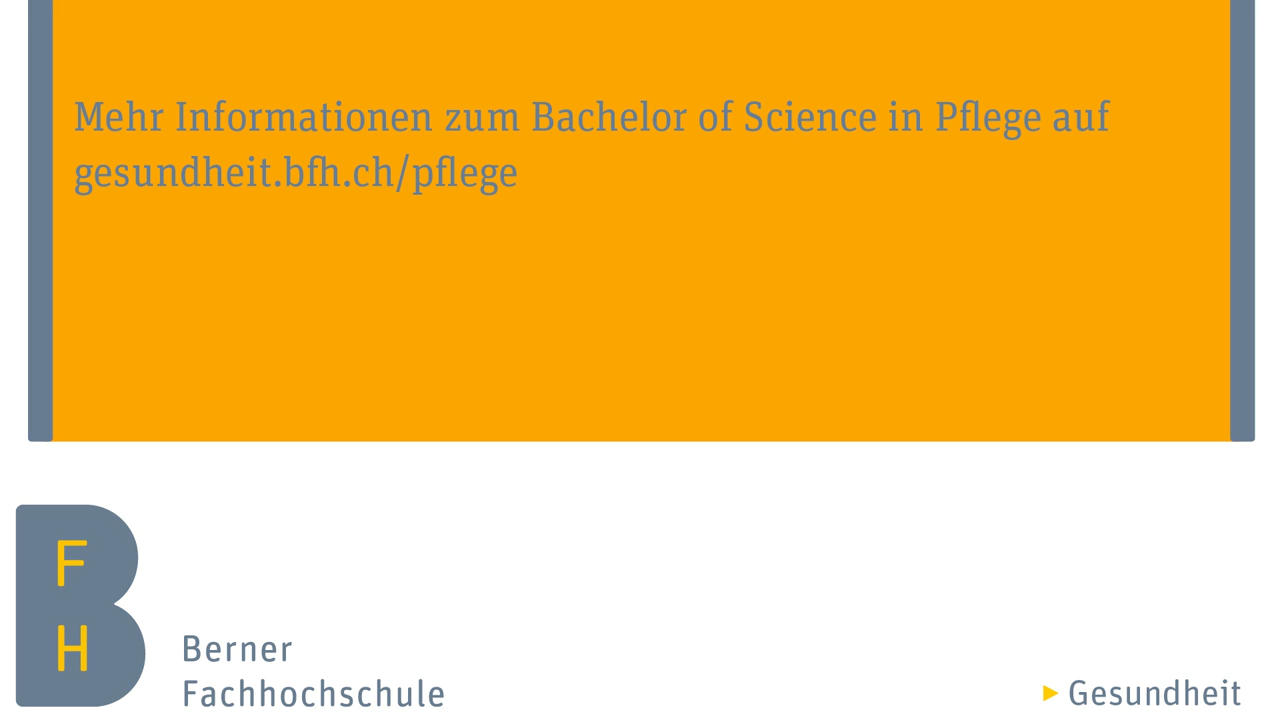 Mehr Informationen zum Bachelor of Science in Pflege auf
gesundheit.bfh.ch/pflege
F
H
Berner
Fachhochschule
Gesundheit